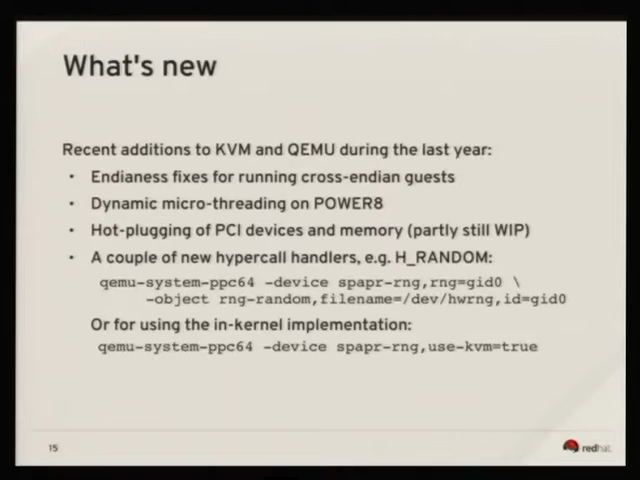 What's new
Recent additions to KVM and QEMU during the last year:
• Endianess fixes for running cross-endian guests
• Dynamic micro-threading on POWER8
• Hot-plugging of PCI devices and memory (partly still WIP)
• A couple of new hypercall handlers, e.g. H_RANDOM:
qemu-system-ppc64 -device spapr-rng,rng=gid0 \
-object rng-random,filename=/dev/hwrng,id=gid0
Or for using the in-kernel implementation:
qemu-system-ppc64 -device spapr-rng,use-kvm=true
15
redhat.